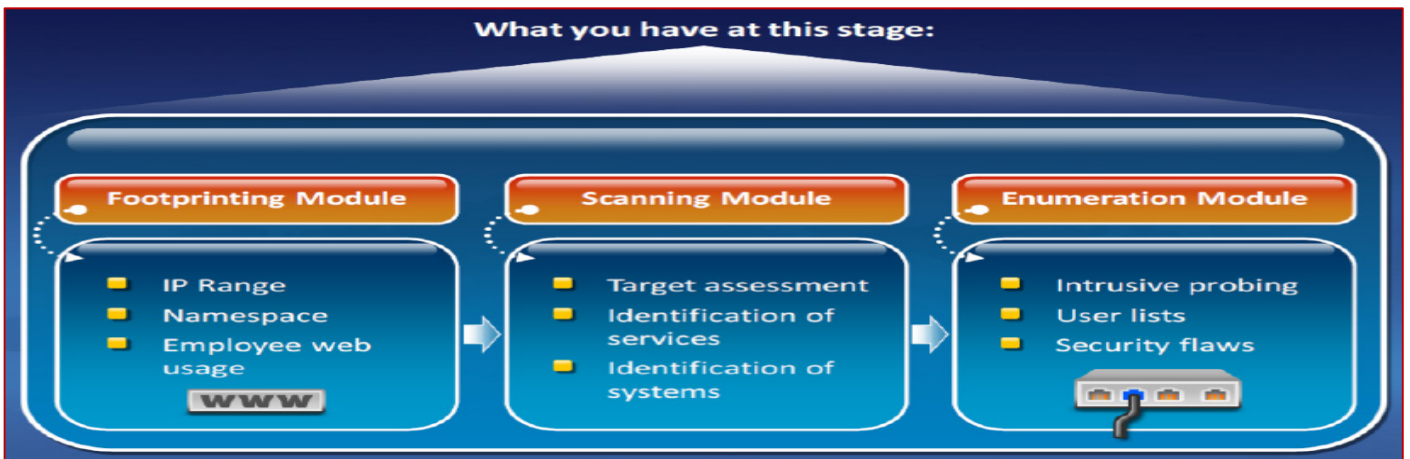 What you have at this stage:
Footprinting Module
IP Range
Namespace
Employee web
usage
WWW
Scanning Module
Target assessment
Identification of
services
Identification of
systems
Enumeration Module
Intrusive probing
User lists
Security flaws